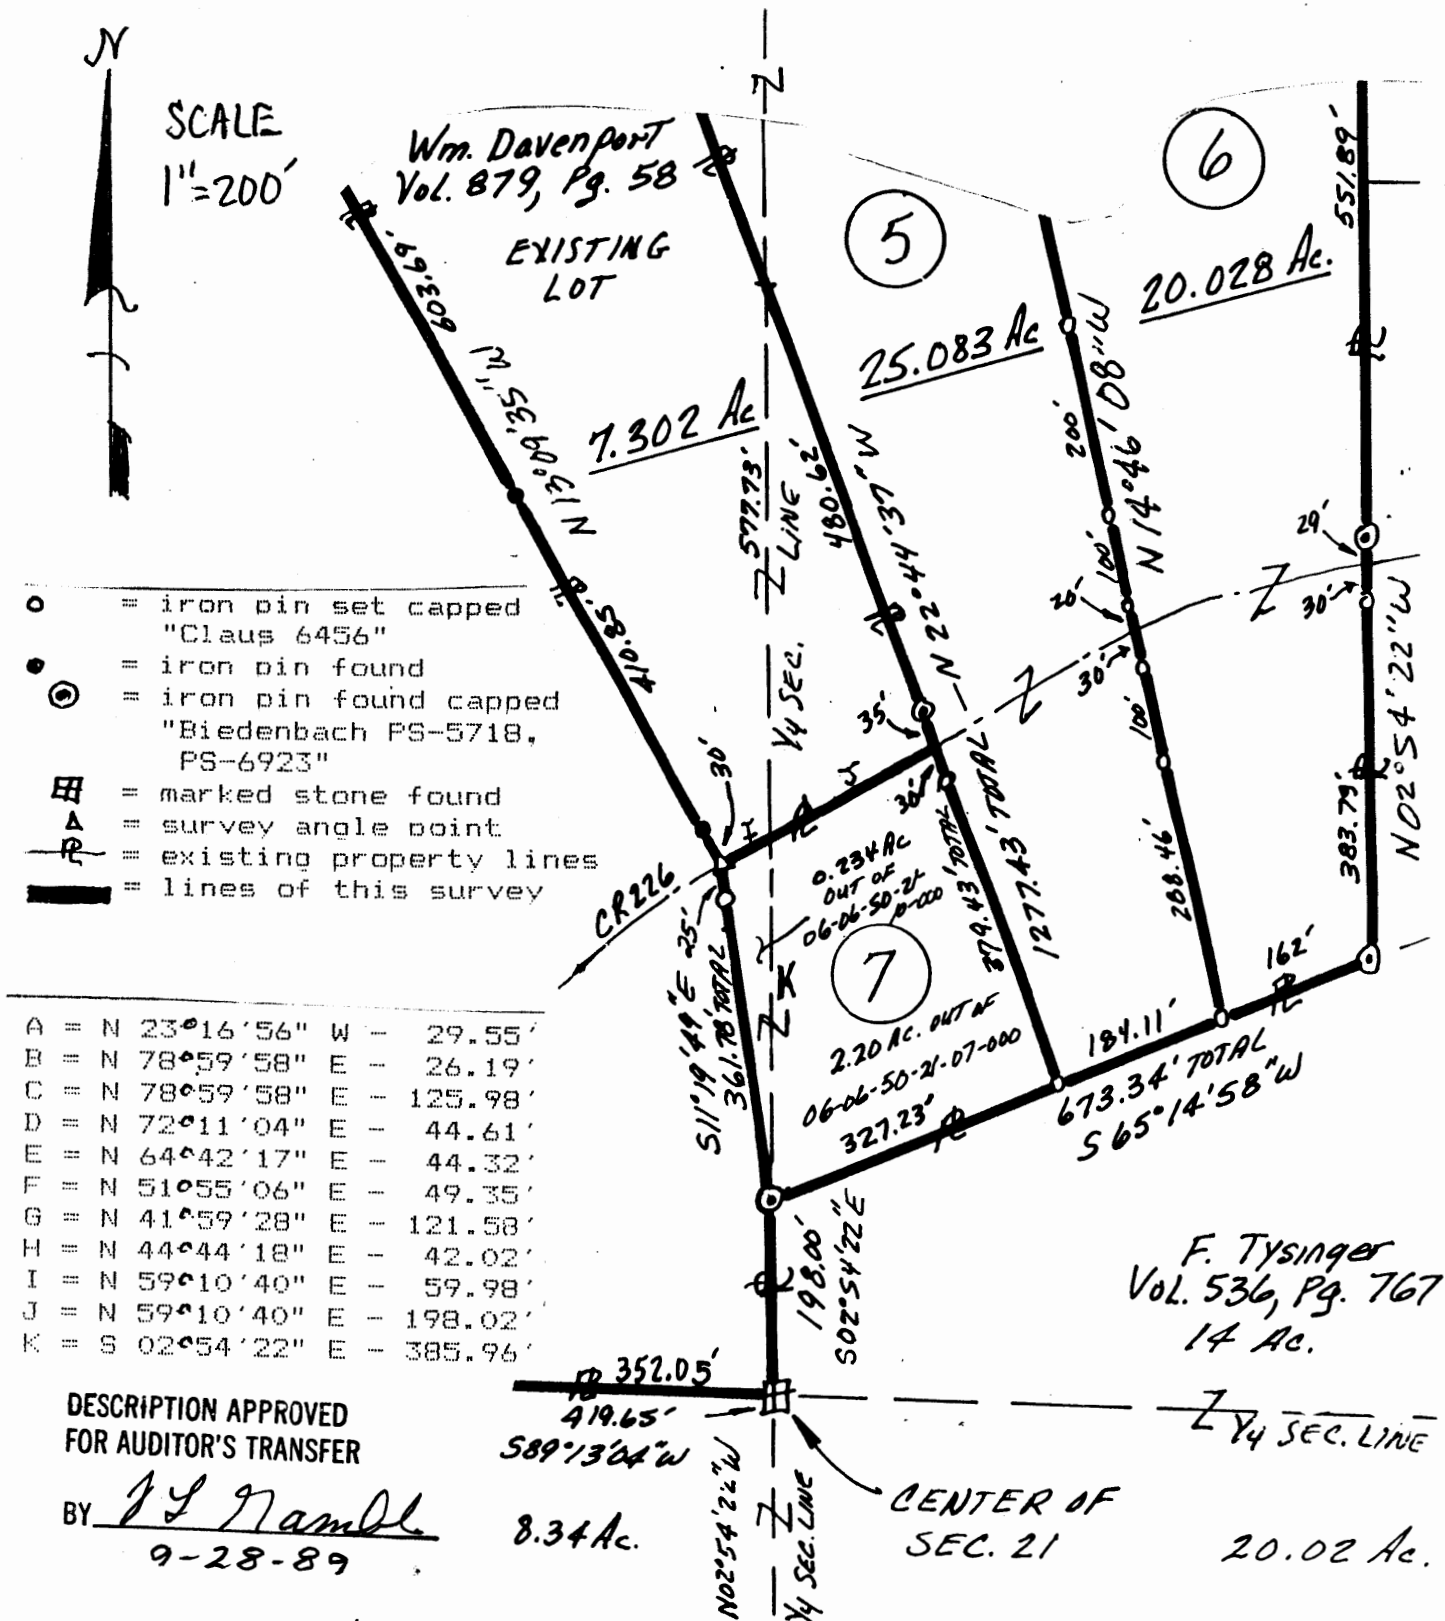 N
SCALE
1"=200'
Wm. Davenport
Vol. 879, Pg. 58
EXISTING
LOT
7.302 Ac
5
25.083 Ac
6
20.028 Ac.
551.89'
603.69'
N 31°09'35" W
410.85'
577.73'
1/4 SEC. LINE
480.62'
N 22°44'37" W
200'
100'
N 14°46'08" W
20'
30'
100'
288.46'
29'
30'
N02°54'22"W
383.79'
o = iron pin set capped
"Claus 6456"
● = iron pin found
= iron pin found capped
"Biedenbach PS-5718,
PS-6923"
= marked stone found
Δ = survey angle point
PL = existing property lines
= lines of this survey
35'
30'
30'
I
J
CR226
25'
S11°19'49"E
361.78 TOTAL
K
0.234 Ac
OUT OF
06-06-50-21-
10-000
7
2.20 AC. OUT OF
06-06-50-21-07-000
379.43' TOTAL
1277.43' TOTAL
162'
184.11'
327.23'
673.34' TOTAL
S 65°14'58"W
A = N 23°16'56" W - 29.55'
B = N 78°59'58" E - 26.19'
C = N 78°59'58" E - 125.98'
D = N 72°11'04" E - 44.61'
E = N 64°42'17" E - 44.32'
F = N 51°55'06" E - 49.35'
G = N 41°59'28" E - 121.58'
H = N 44°44'18" E - 42.02'
I = N 59°10'40" E - 59.98'
J = N 59°10'40" E - 198.02'
K = S 02°54'22" E - 385.96'
198.00'
S02°54'22"E
F. Tysinger
Vol. 536, Pg. 767
14 Ac.
352.05'
419.65'
S89°13'04"W
1/4 SEC. LINE
DESCRIPTION APPROVED
FOR AUDITOR'S TRANSFER
BY
9-28-89
8.34 Ac.
N02°54'22"W
1/4 SEC. LINE
CENTER OF
SEC. 21
20.02 Ac.